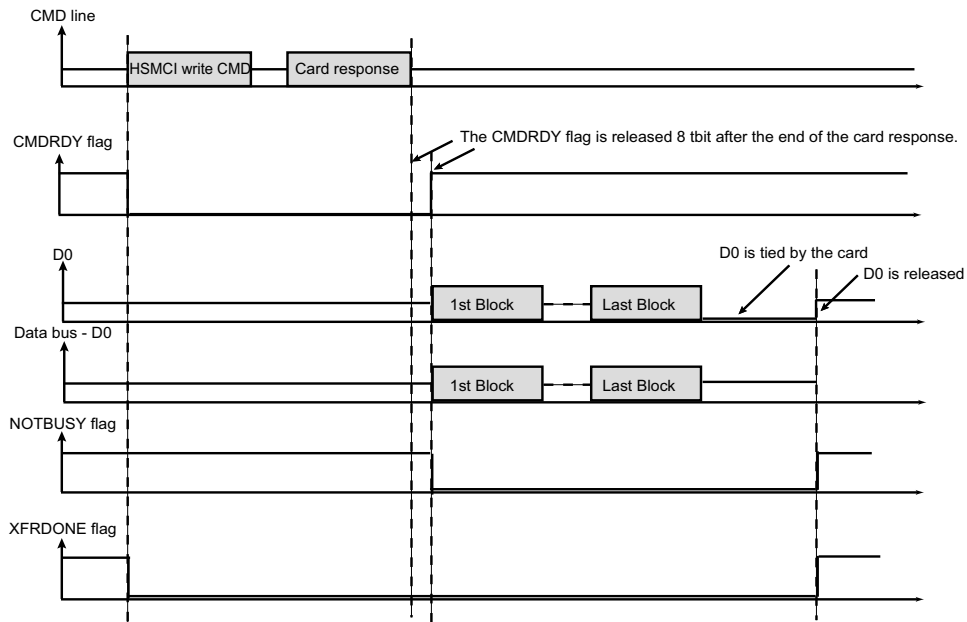 CMD line
HSMCI write CMD
Card response
CMDRDY flag
The CMDRDY flag is released 8 tbit after the end of the card response.
D0
D0 is tied by the card
D0 is released
1st Block
Last Block
Data bus - D0
1st Block
Last Block
NOTBUSY flag
XFRDONE flag